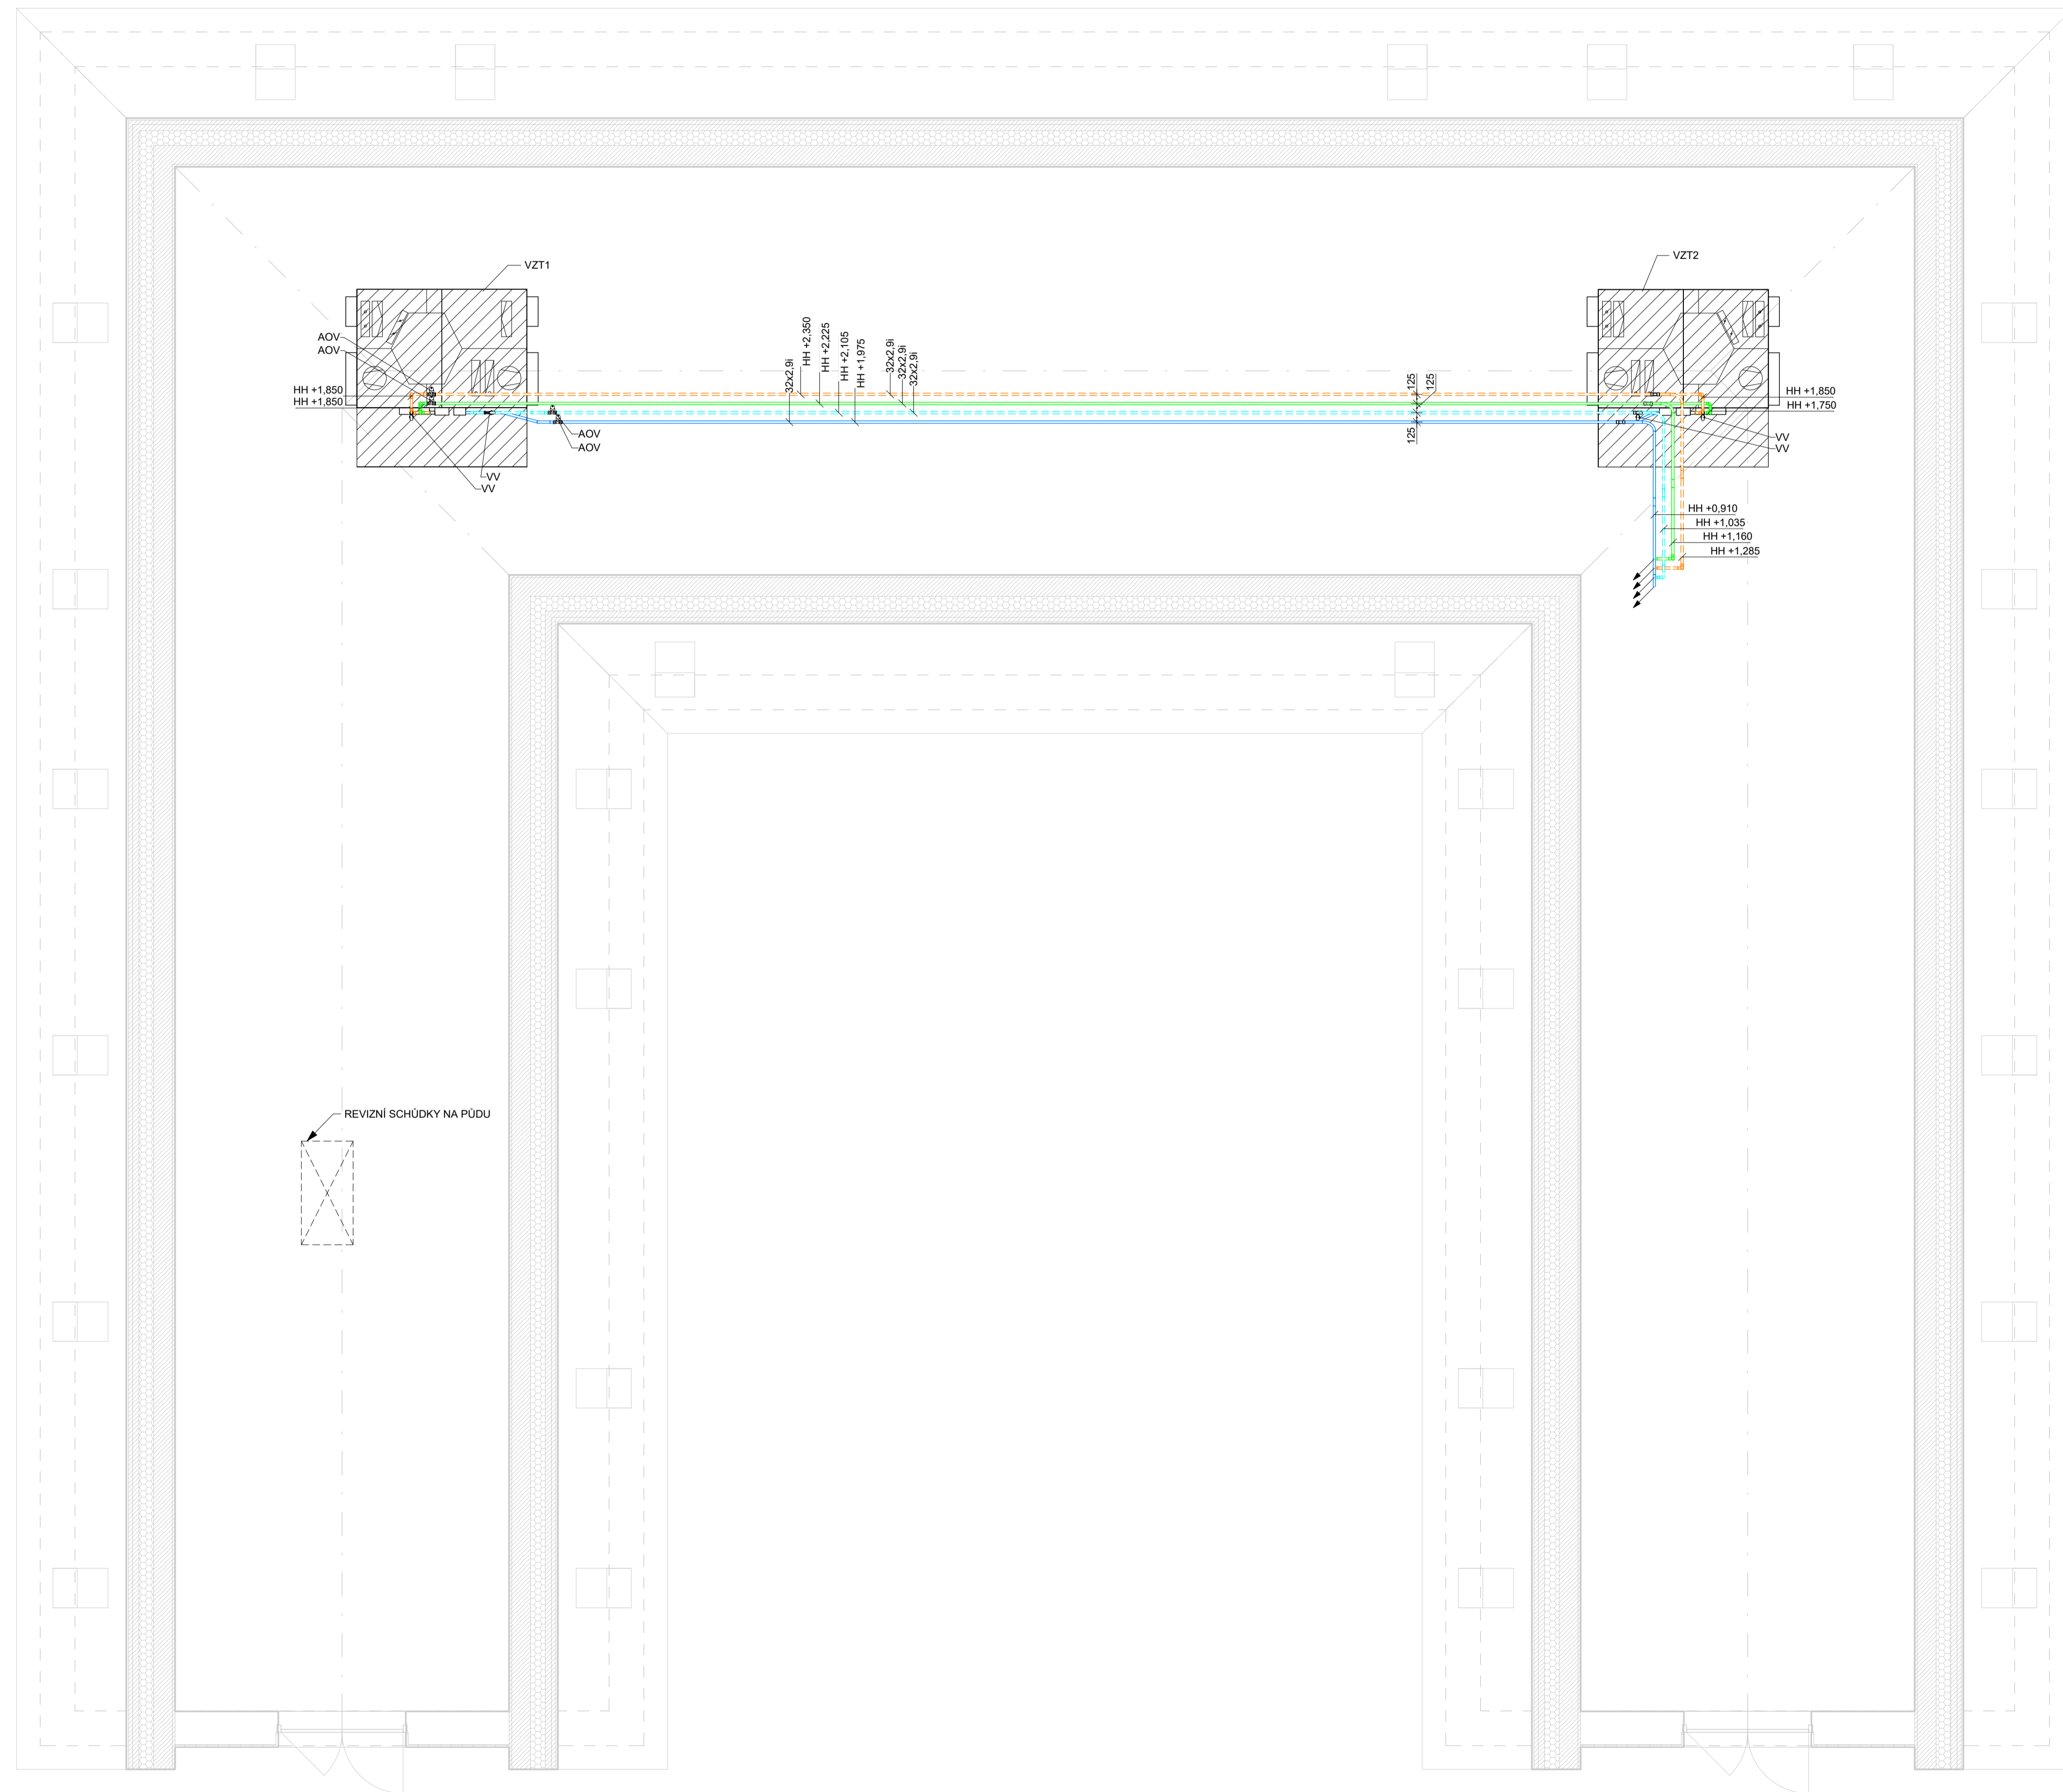 VZT1
VZT2
AOV
AOV
HH +1,850
HH +1,850
32x2,9i
HH +2,350
HH +2,225
HH +2,105
HH +1,975
32x2,9i
32x2,9i
32x2,9i
125
125
125
HH +1,850
HH +1,750
AOV
AOV
VV
VV
VV
VV
HH +0,910
HH +1,035
HH +1,160
HH +1,285
REVIZNÍ SCHŮDKY NA PŮDU